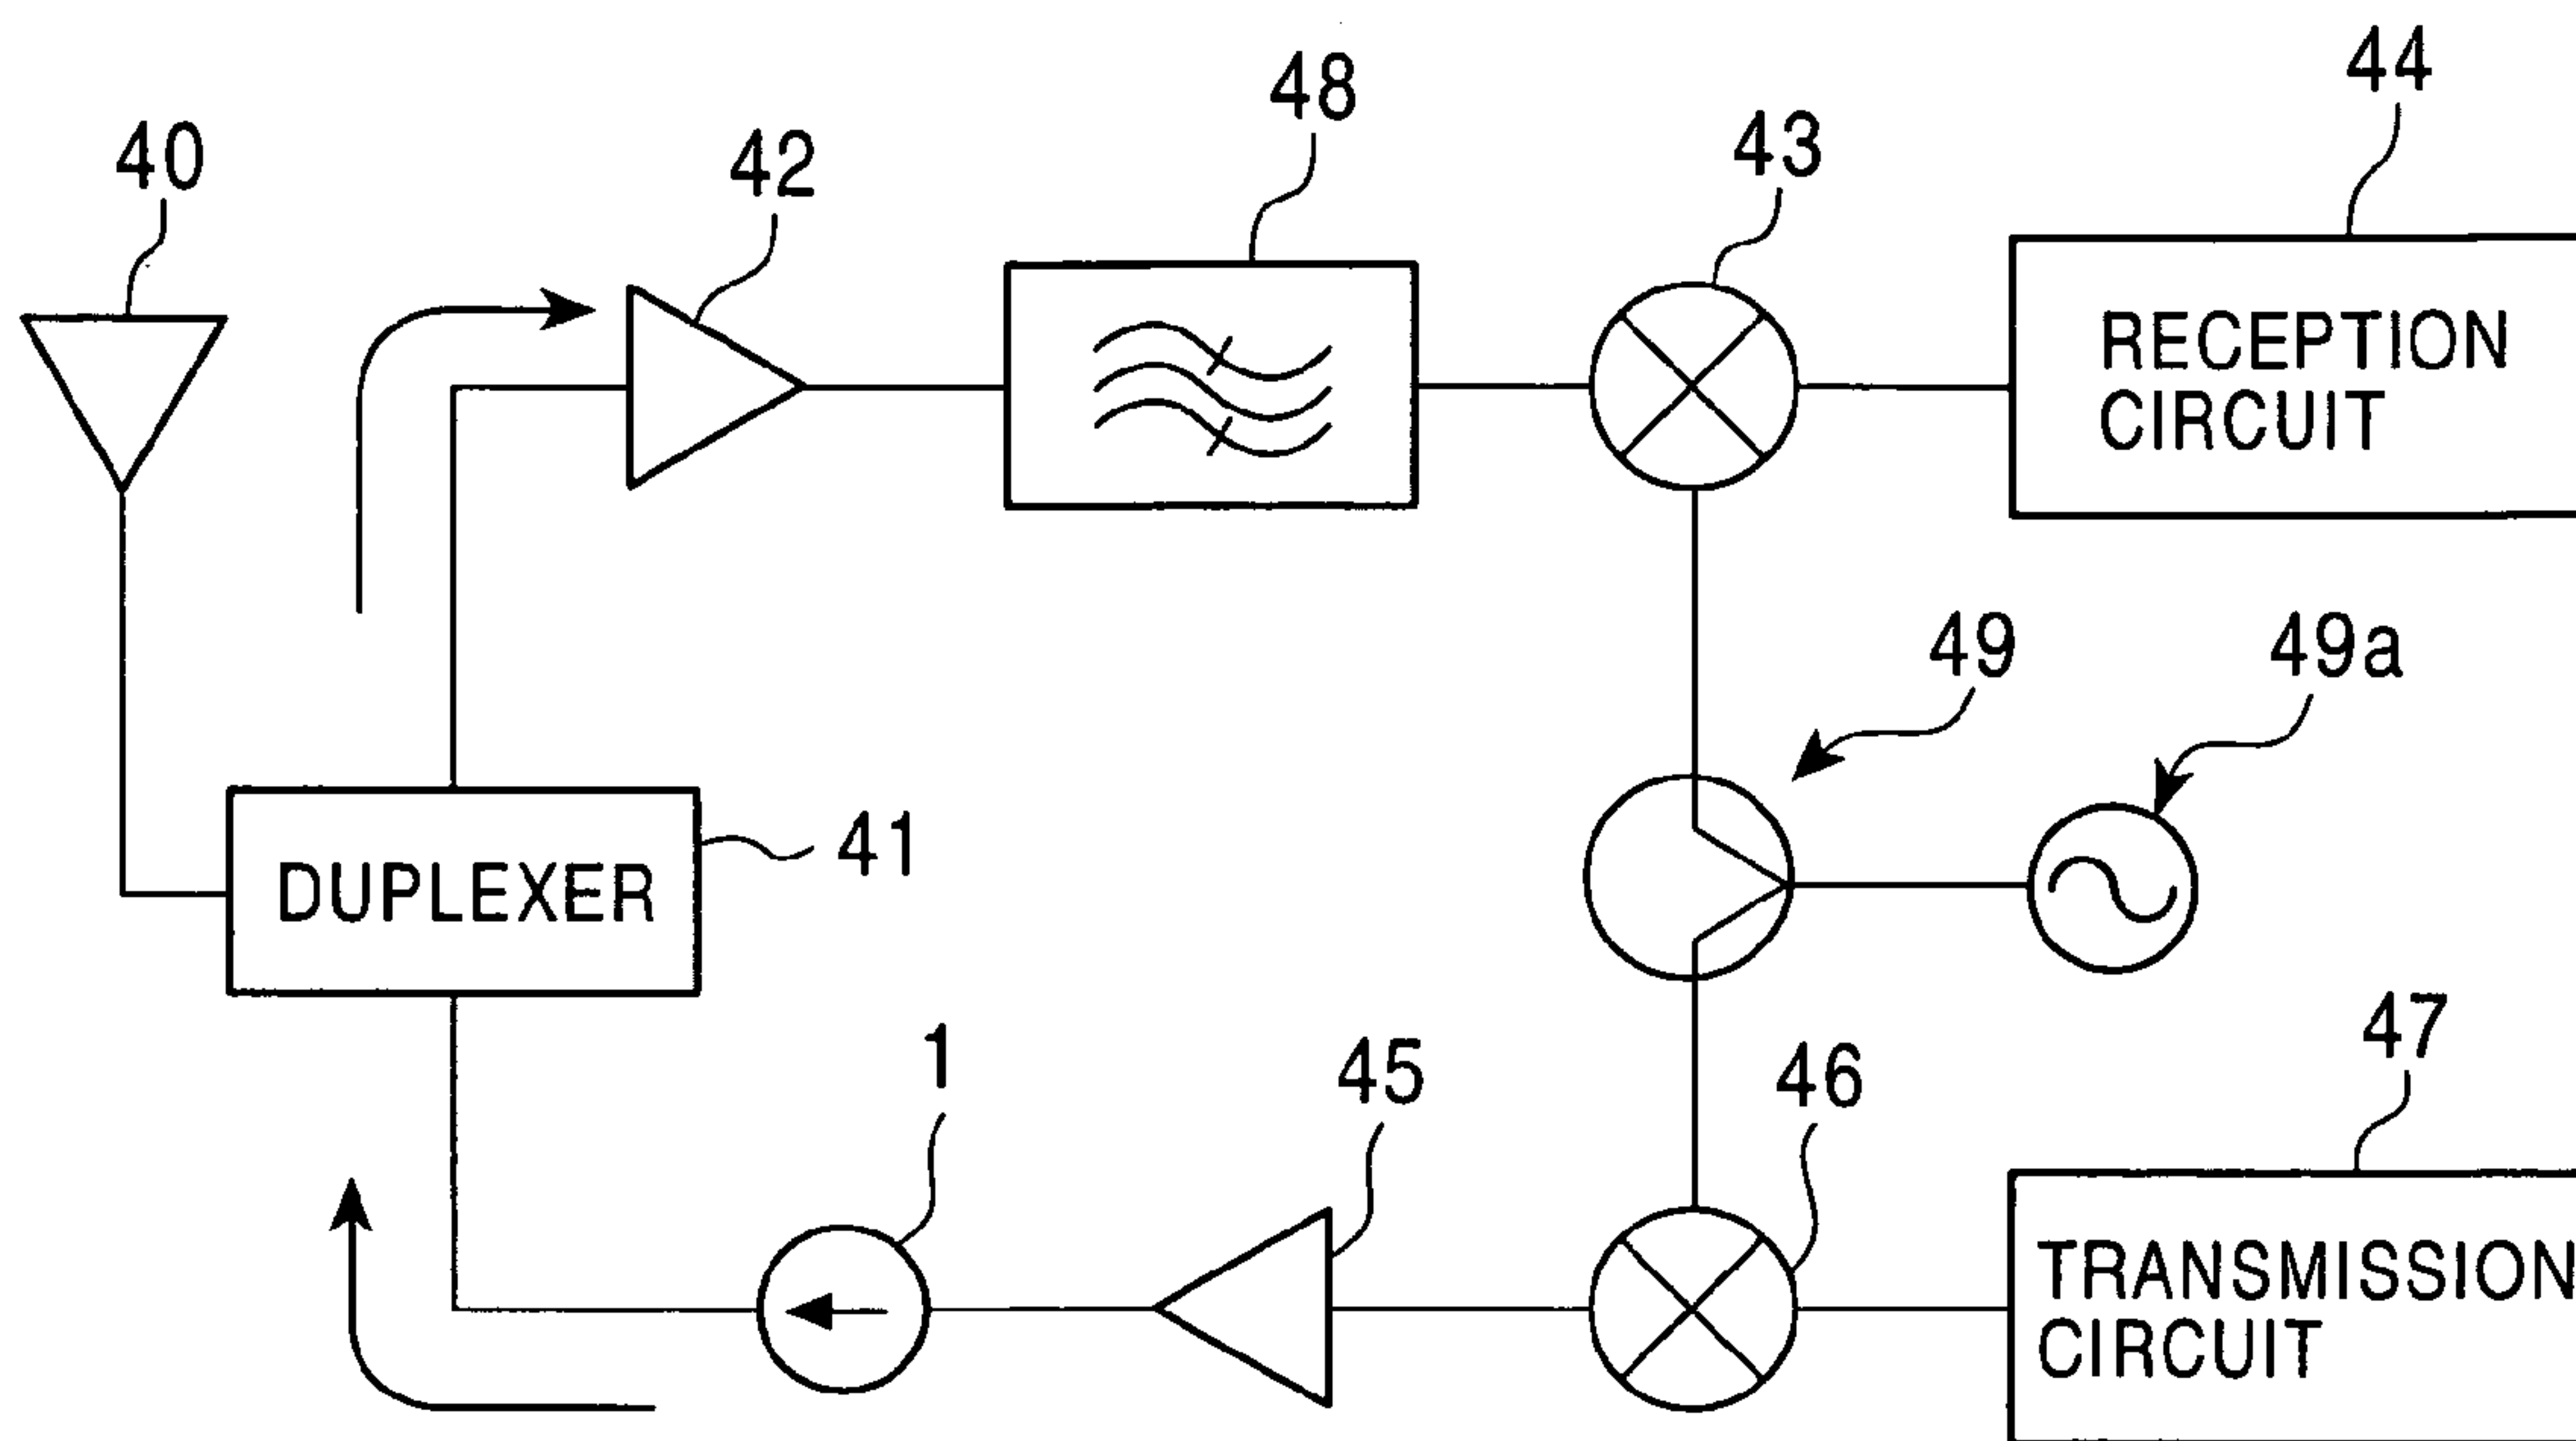 44
48
43
40
42
RECEPTION
CIRCUIT
49
49a
41
DUPLEXER
47
1
45
46
TRANSMISSION
CIRCUIT